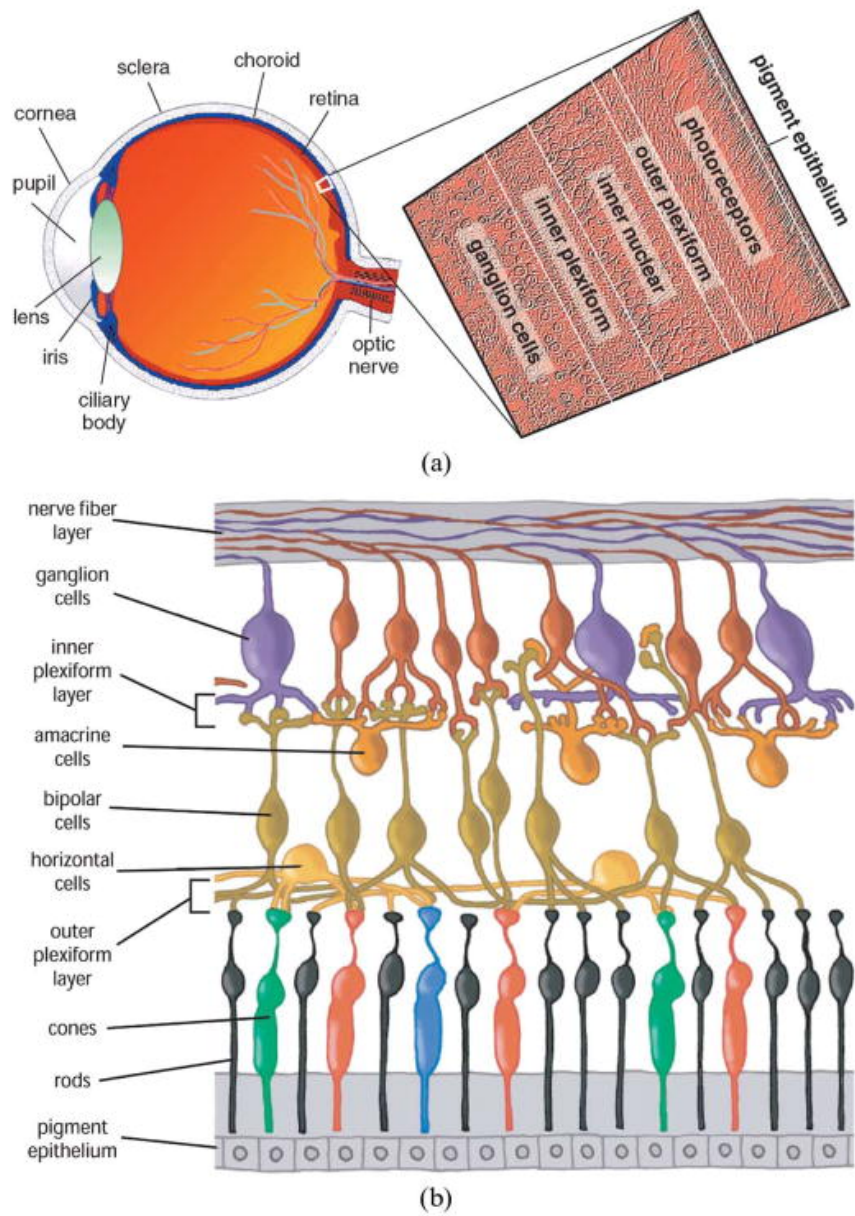 sclera
choroid
retina
cornea
pupil
lens
iris
ciliary
body
optic
nerve
ganglion cells
inner plexiform
inner nuclear
outer plexiform
photoreceptors
pigment epithelium
(a)
nerve fiber
layer
ganglion
cells
inner
plexiform
layer
amacrine
cells
bipolar
cells
horizontal
cells
outer
plexiform
layer
cones
rods
pigment
epithelium
(b)